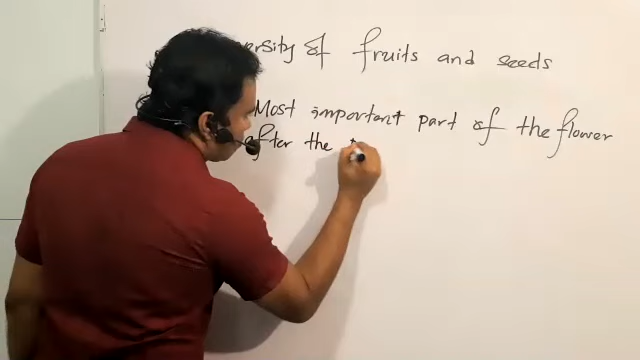 ersity of fruits and seeds
Most important part of the flower
after the